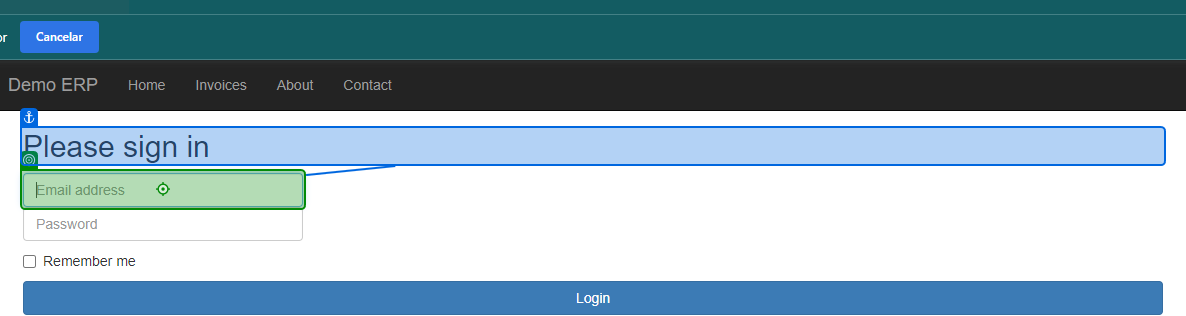 or Cancelar
Demo ERP Home Invoices About Contact
Please sign in
Email address
Password
Remember me
Login